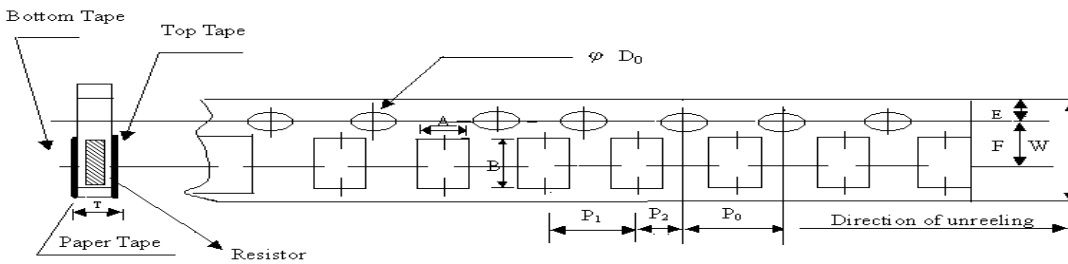 Bottom Tape
Top Tape
φ D₀
A
E
B
F
W
T
P₁
P₂
P₀
Direction of unreeling
Paper Tape
Resistor